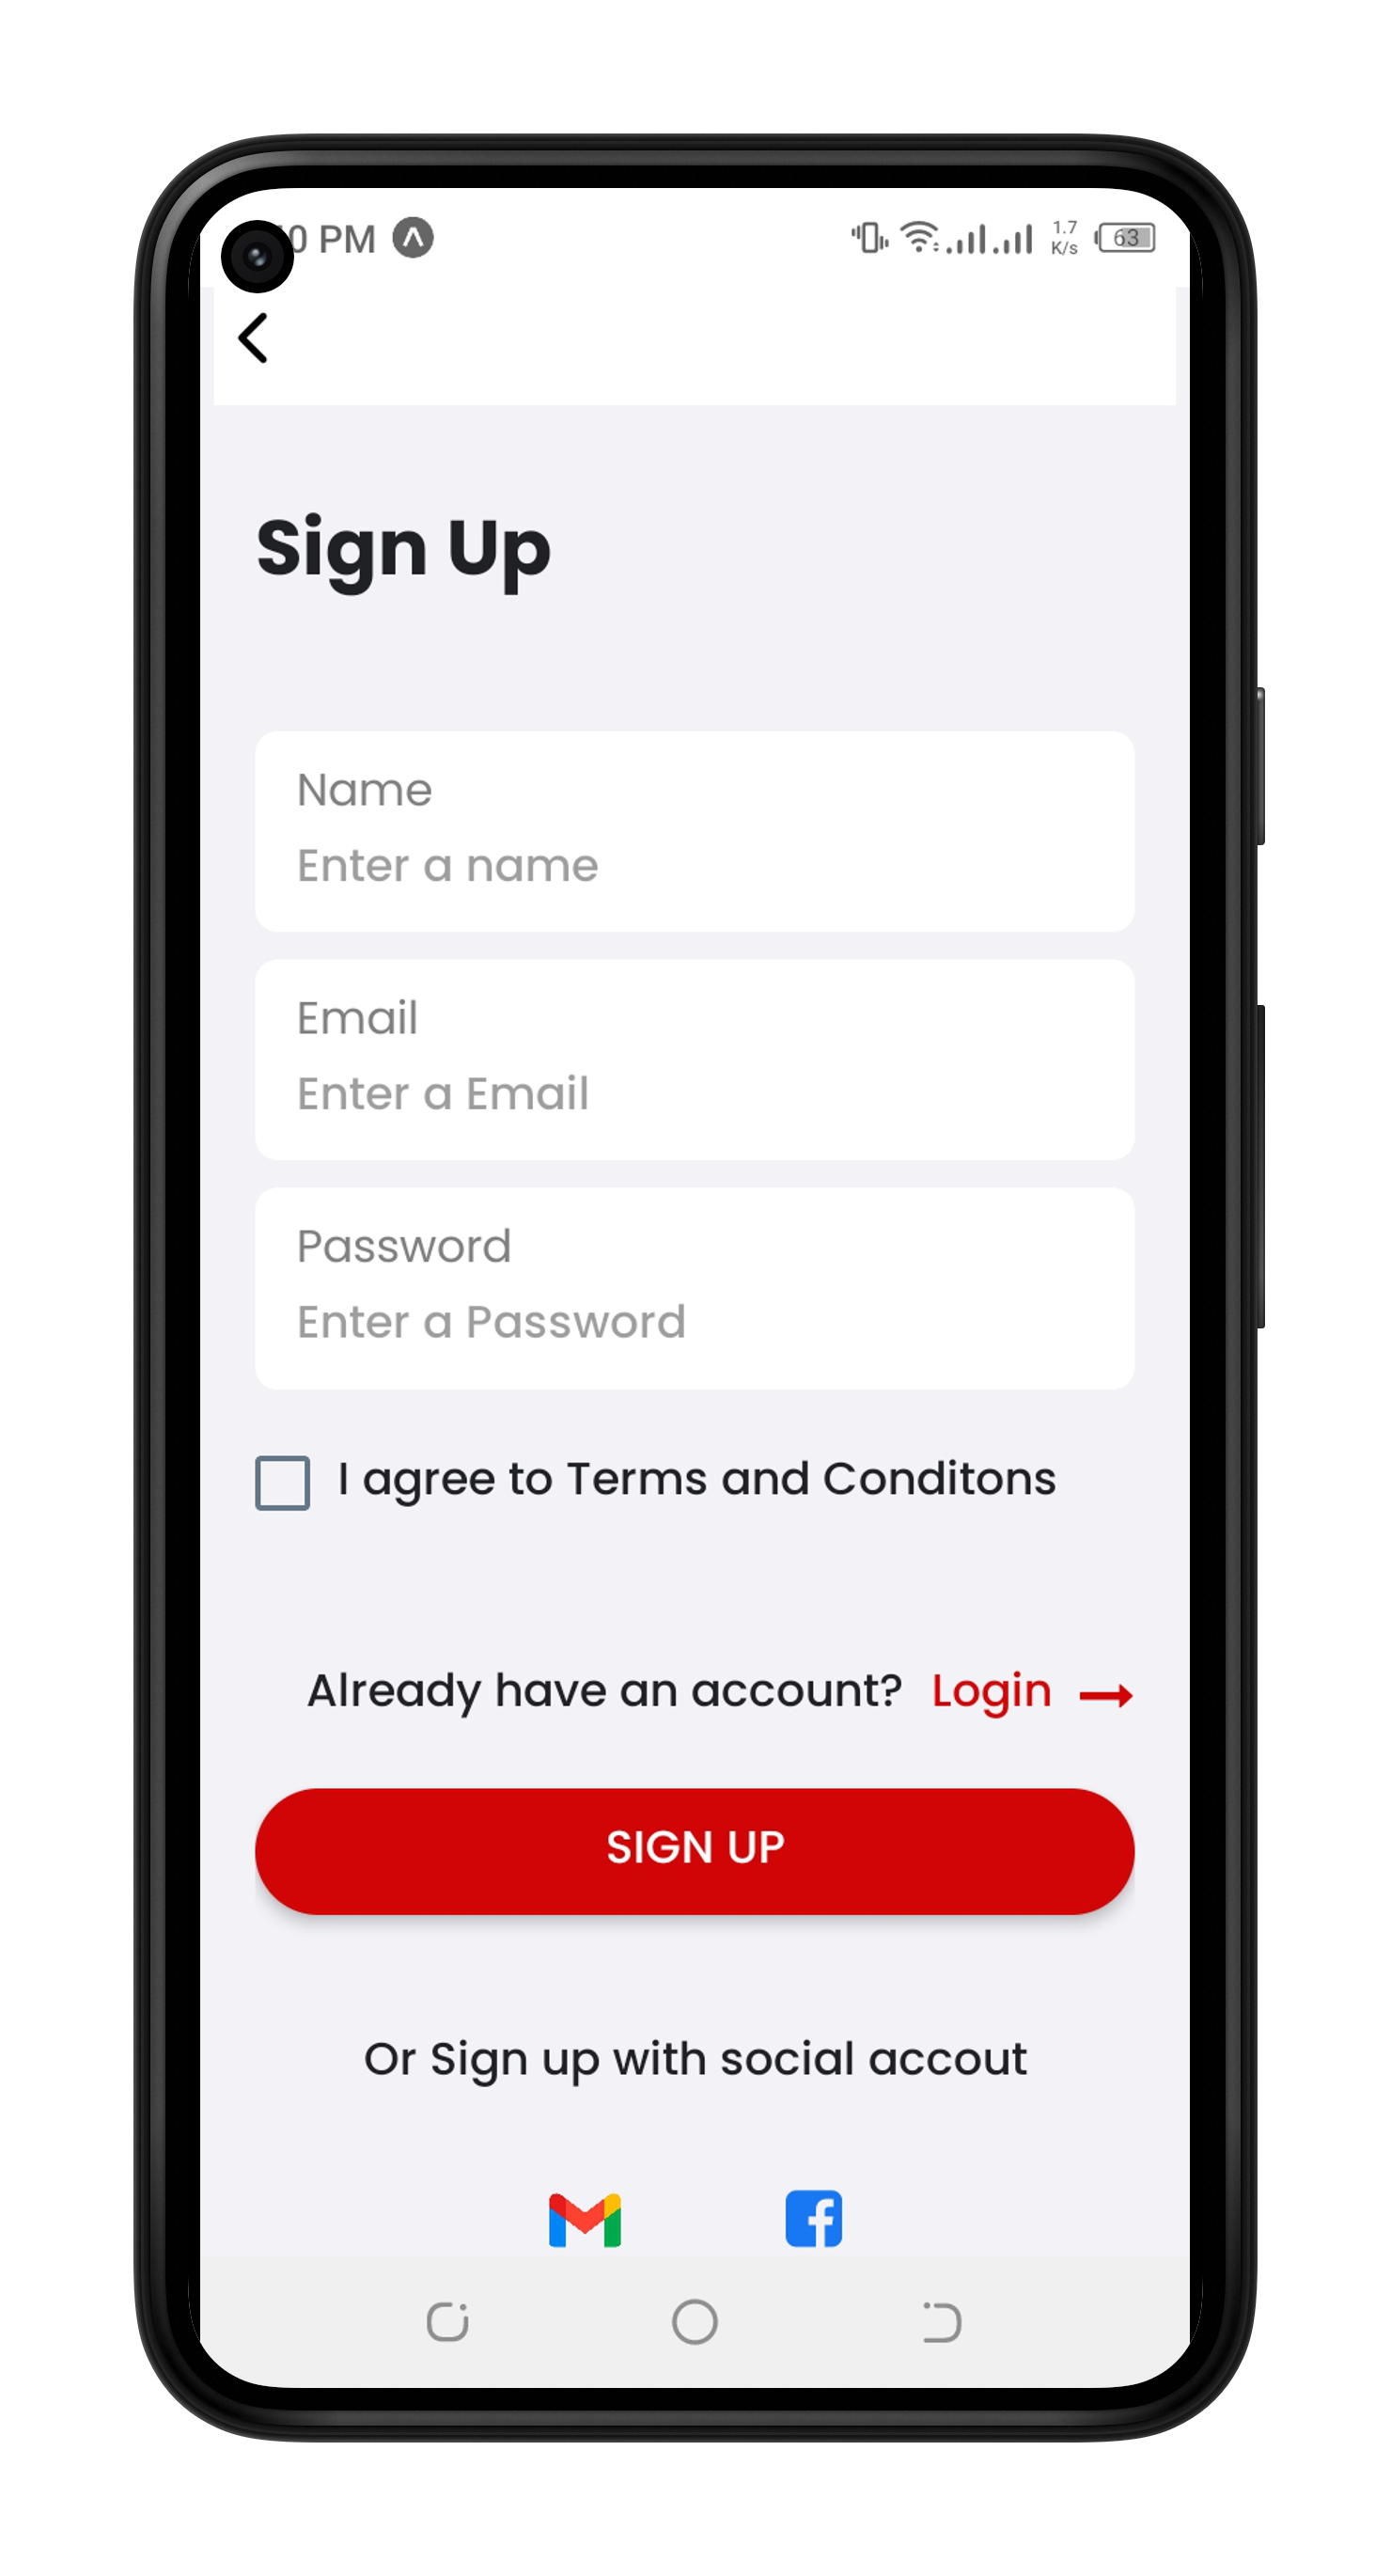 0 PM
1.7
K/s
63
Sign Up
Name
Enter a name
Email
Enter a Email
Password
Enter a Password
I agree to Terms and Conditons
Already have an account? Login
SIGN UP
Or Sign up with social accout